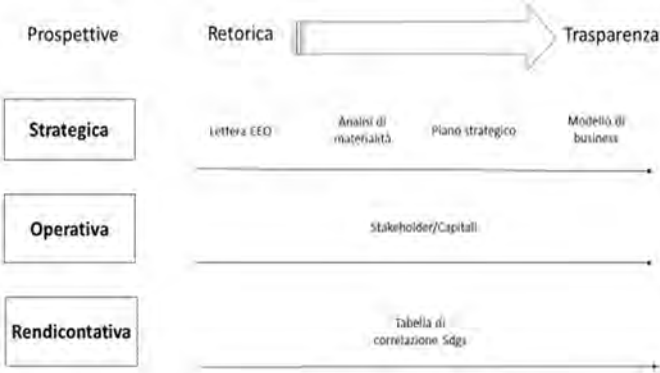 Prospettive Retorica Trasparenza
Strategica
Lettera CEO
Analisi di
materialità
Piano strategico
Modello di
business
Operativa
Stakeholder/Capitali
Rendicontativa
Tabella di
correlazione Sdgs